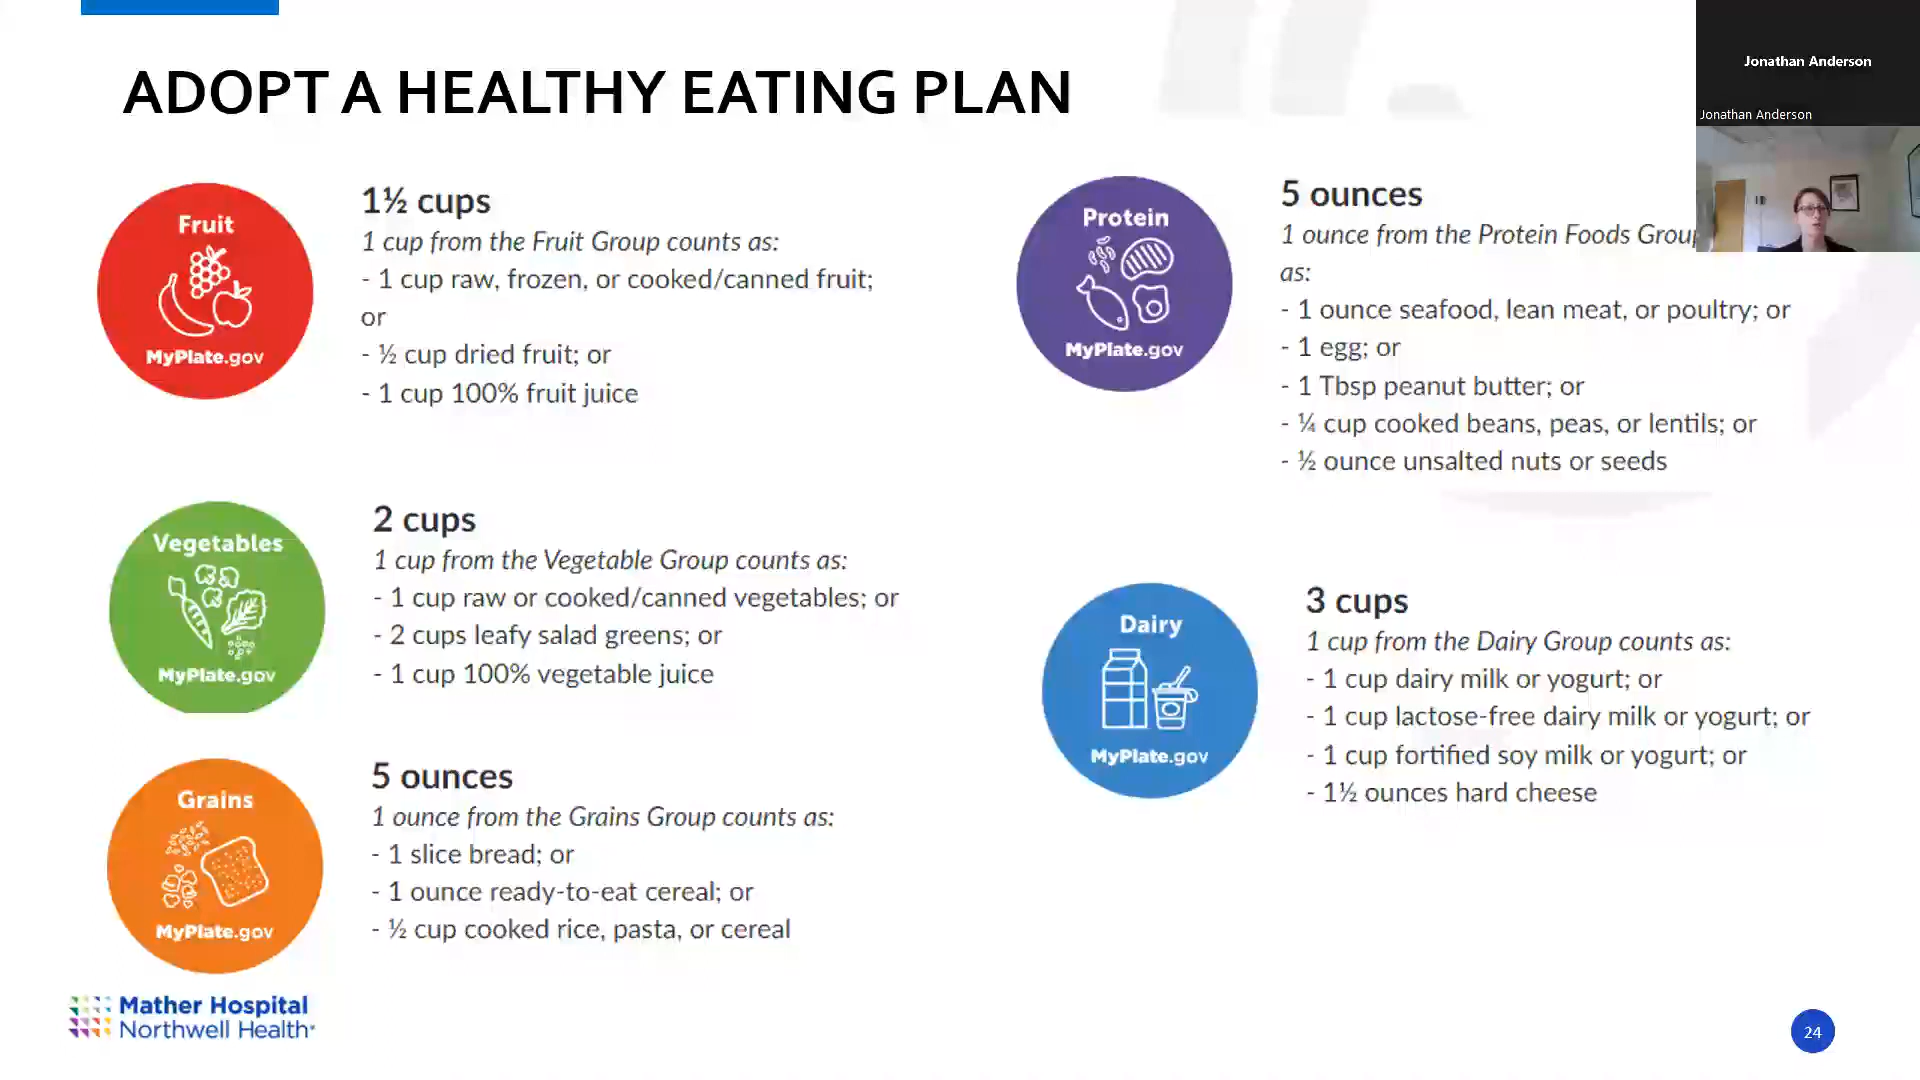 ADOPT A HEALTHY EATING PLAN
Jonathan Anderson
Jonathan Anderson
Fruit
MyPlate.gov
1½ cups
1 cup from the Fruit Group counts as:
- 1 cup raw, frozen, or cooked/canned fruit;
or
- ½ cup dried fruit; or
- 1 cup 100% fruit juice
Vegetables
MyPlate.gov
2 cups
1 cup from the Vegetable Group counts as:
- 1 cup raw or cooked/canned vegetables; or
- 2 cups leafy salad greens; or
- 1 cup 100% vegetable juice
Grains
MyPlate.gov
5 ounces
1 ounce from the Grains Group counts as:
- 1 slice bread; or
- 1 ounce ready-to-eat cereal; or
- ½ cup cooked rice, pasta, or cereal
Protein
MyPlate.gov
5 ounces
1 ounce from the Protein Foods Group
as:
- 1 ounce seafood, lean meat, or poultry; or
- 1 egg; or
- 1 Tbsp peanut butter; or
- ¼ cup cooked beans, peas, or lentils; or
- ½ ounce unsalted nuts or seeds
Dairy
MyPlate.gov
3 cups
1 cup from the Dairy Group counts as:
- 1 cup dairy milk or yogurt; or
- 1 cup lactose-free dairy milk or yogurt; or
- 1 cup fortified soy milk or yogurt; or
- 1½ ounces hard cheese
Mather Hospital
Northwell Health
24